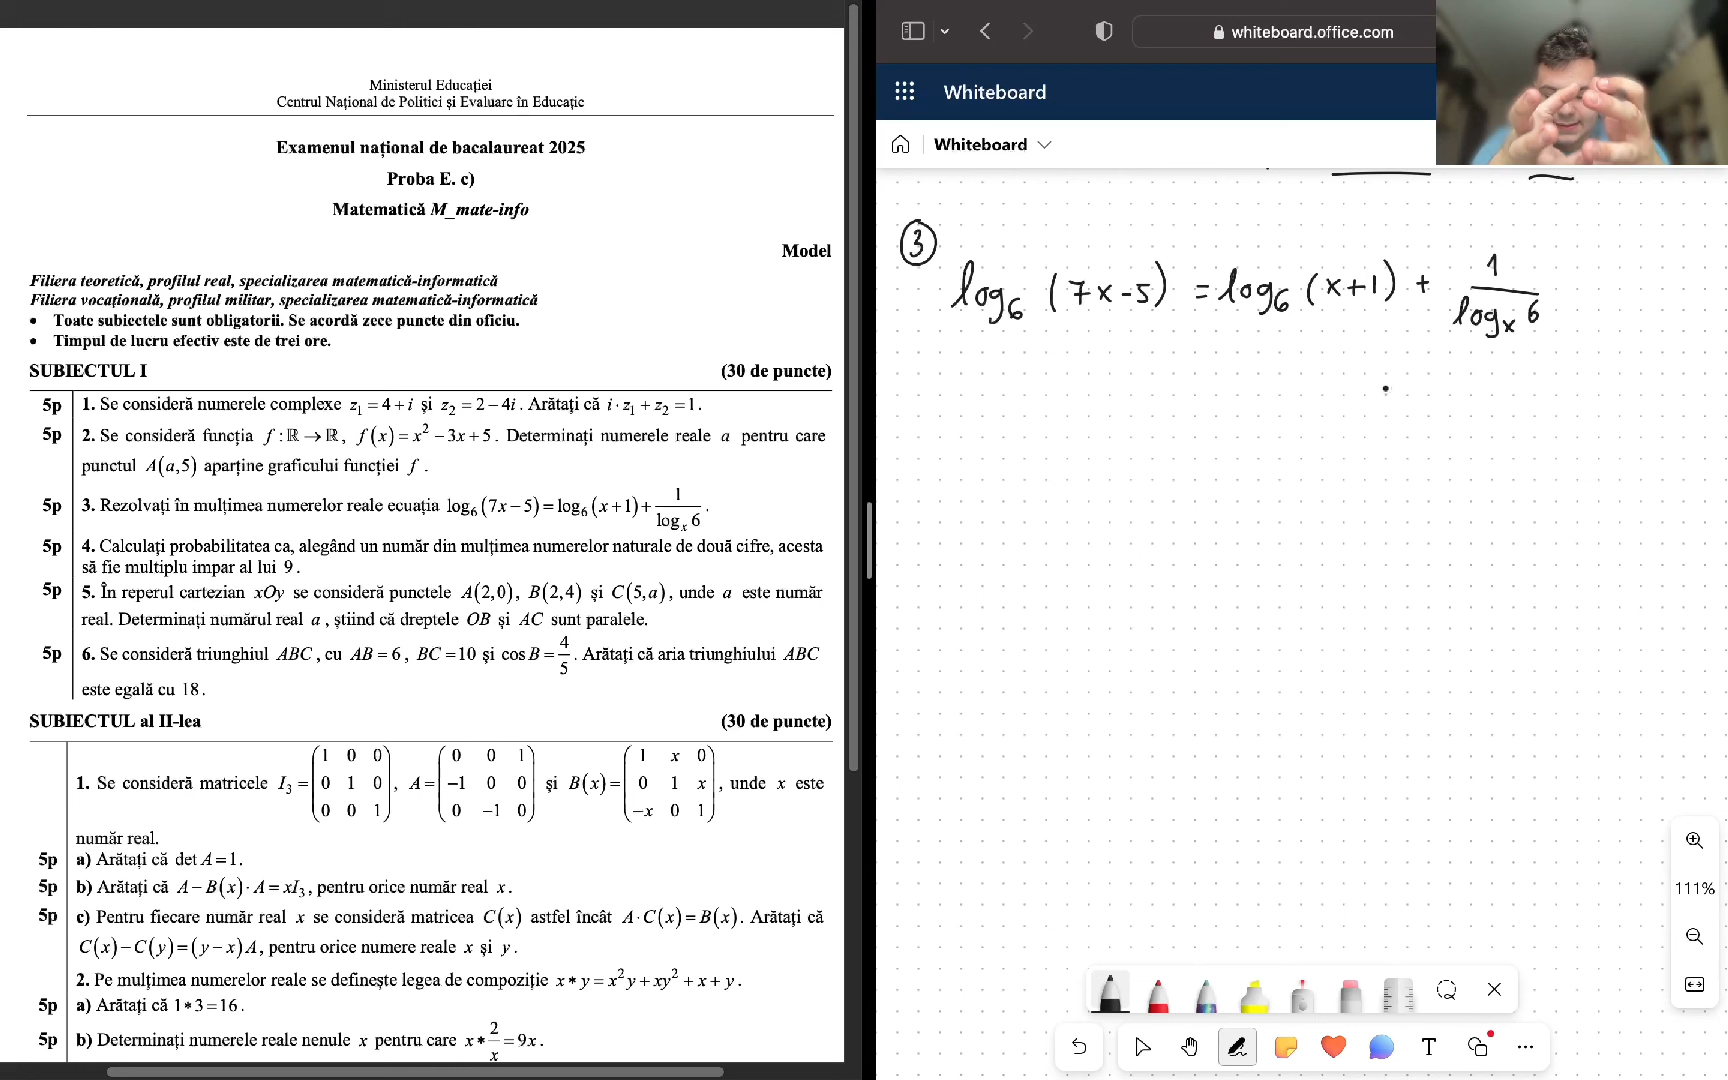 Ministerul Educației
Centrul Național de Politici și Evaluare în Educație
Examenul național de bacalaureat 2025
Proba E. c)
Matematică M_mate-info
Model
Filiera teoretică, profilul real, specializarea matematică-informatică
Filiera vocațională, profilul militar, specializarea matematică-informatică
• Toate subiectele sunt obligatorii. Se acordă zece puncte din oficiu.
• Timpul de lucru efectiv este de trei ore.
SUBIECTUL I (30 de puncte)
5p 1. Se consideră numerele complexe z₁ = 4 + i și z₂ = 2 − 4i. Arătați că i · z₁ + z₂ = 1.
5p 2. Se consideră funcția f : ℝ → ℝ, f(x) = x² − 3x + 5. Determinați numerele reale a pentru care
punctul A(a,5) aparține graficului funcției f.
5p 3. Rezolvați în mulțimea numerelor reale ecuația log₆(7x − 5) = log₆(x + 1) + 1/logₓ 6.
5p 4. Calculați probabilitatea ca, alegând un număr din mulțimea numerelor naturale de două cifre, acesta
să fie multiplu impar al lui 9.
5p 5. În reperul cartezian xOy se consideră punctele A(2,0), B(2,4) și C(5,a), unde a este număr
real. Determinați numărul real a, știind că dreptele OB și AC sunt paralele.
5p 6. Se consideră triunghiul ABC, cu AB = 6, BC = 10 și cos B = 4/5. Arătați că aria triunghiului ABC
este egală cu 18.
SUBIECTUL al II-lea (30 de puncte)
1. Se consideră matricele I₃ = (1 0 0; 0 1 0; 0 0 1), A = (0 0 1; −1 0 0; 0 −1 0) și B(x) = (1 x 0; 0 1 x; −x 0 1), unde x este
număr real.
5p a) Arătați că det A = 1.
5p b) Arătați că A − B(x) · A = xI₃, pentru orice număr real x.
5p c) Pentru fiecare număr real x se consideră matricea C(x) astfel încât A · C(x) = B(x). Arătați că
C(x) − C(y) = (y − x)A, pentru orice numere reale x și y.
2. Pe mulțimea numerelor reale se definește legea de compoziție x * y = x²y + xy² + x + y.
5p a) Arătați că 1 * 3 = 16.
5p b) Determinați numerele reale nenule x pentru care x * 2/x = 9x.
whiteboard.office.com
Whiteboard
Whiteboard
③
log₆ (7x-5) = log₆ (x+1) + 1/logₓ 6
111%
T